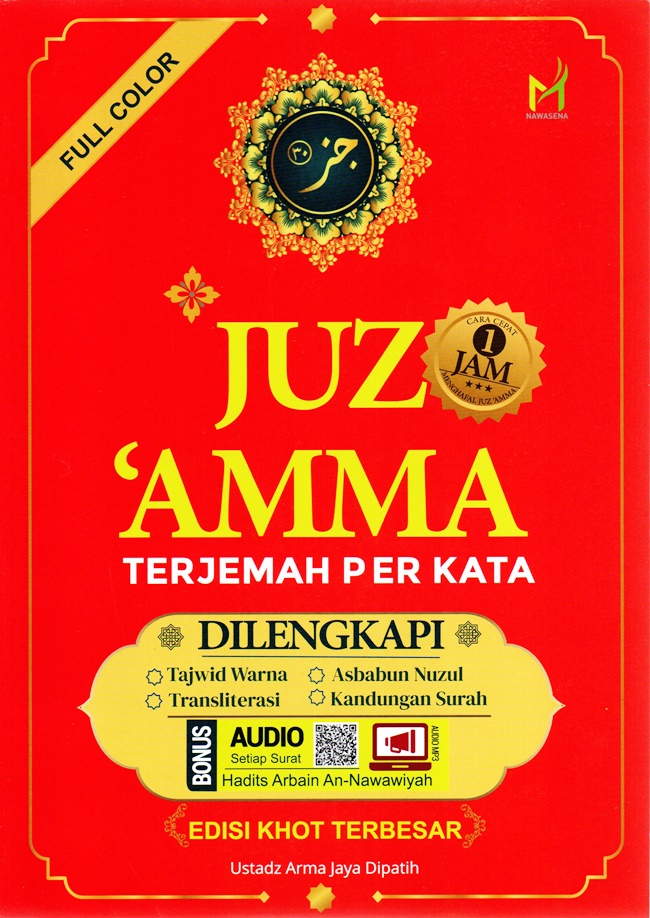 FULL COLOR
جزء
٣٠
NAWASENA
JUZ
CARA CEPAT
1
JAM
MENGHAFAL JUZ 'AMMA
‘AMMA
TERJEMAH PER KATA
DILENGKAPI
Tajwid Warna
Asbabun Nuzul
Transliterasi
Kandungan Surah
BONUS
AUDIO
Setiap Surat
AUDIO MP3
Hadits Arbain An-Nawawiyah
EDISI KHOT TERBESAR
Ustadz Arma Jaya Dipatih